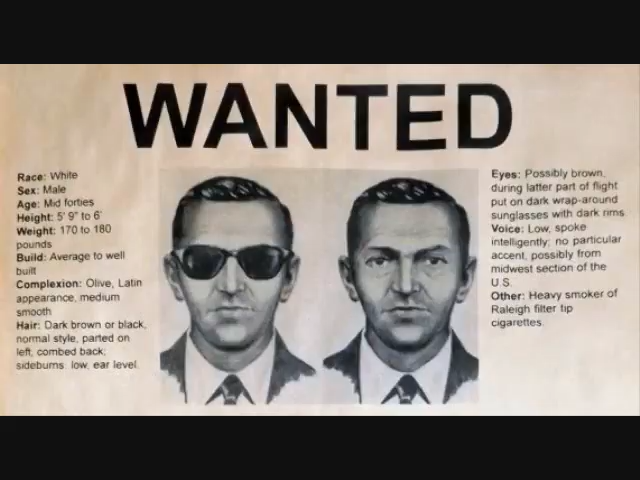 WANTED
Race: White
Sex: Male
Age: Mid forties
Height: 5' 9" to 6'
Weight: 170 to 180
pounds
Build: Average to well
built
Complexion: Olive, Latin
appearance, medium
smooth
Hair: Dark brown or black,
normal style, parted on
left, combed back;
sideburns: low, ear level.
Eyes: Possibly brown,
during latter part of flight
put on dark wrap-around
sunglasses with dark rims.
Voice: Low, spoke
intelligently; no particular
accent, possibly from
midwest section of the
U.S.
Other: Heavy smoker of
Raleigh filter tip
cigarettes.